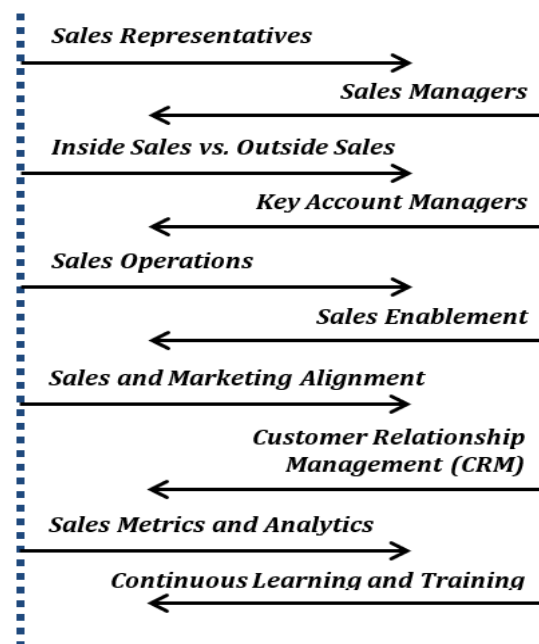 Sales Representatives
Sales Managers
Inside Sales vs. Outside Sales
Key Account Managers
Sales Operations
Sales Enablement
Sales and Marketing Alignment
Customer Relationship
Management (CRM)
Sales Metrics and Analytics
Continuous Learning and Training